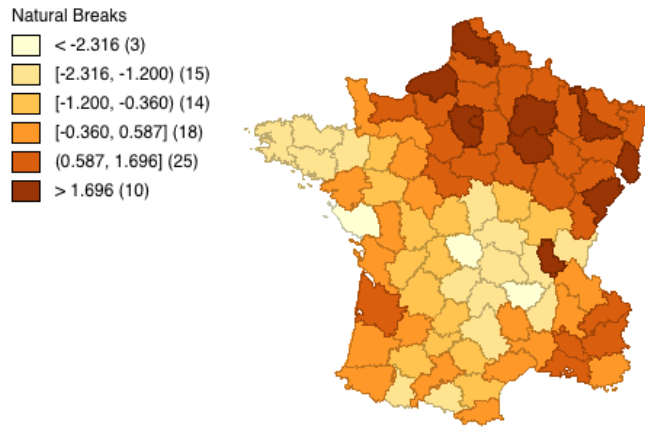 Natural Breaks
< -2.316 (3)
[-2.316, -1.200) (15)
[-1.200, -0.360) (14)
[-0.360, 0.587] (18)
(0.587, 1.696] (25)
> 1.696 (10)